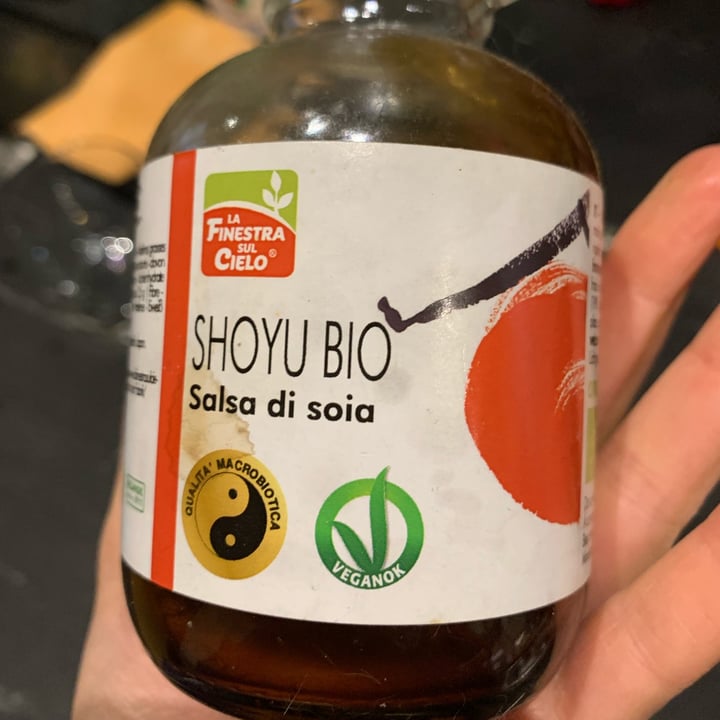 LA
FINESTRA
SUL
CIELO®
SHOYU BIO
Salsa di soia
QUALITA' MACROBIOTICA
VEGANOK